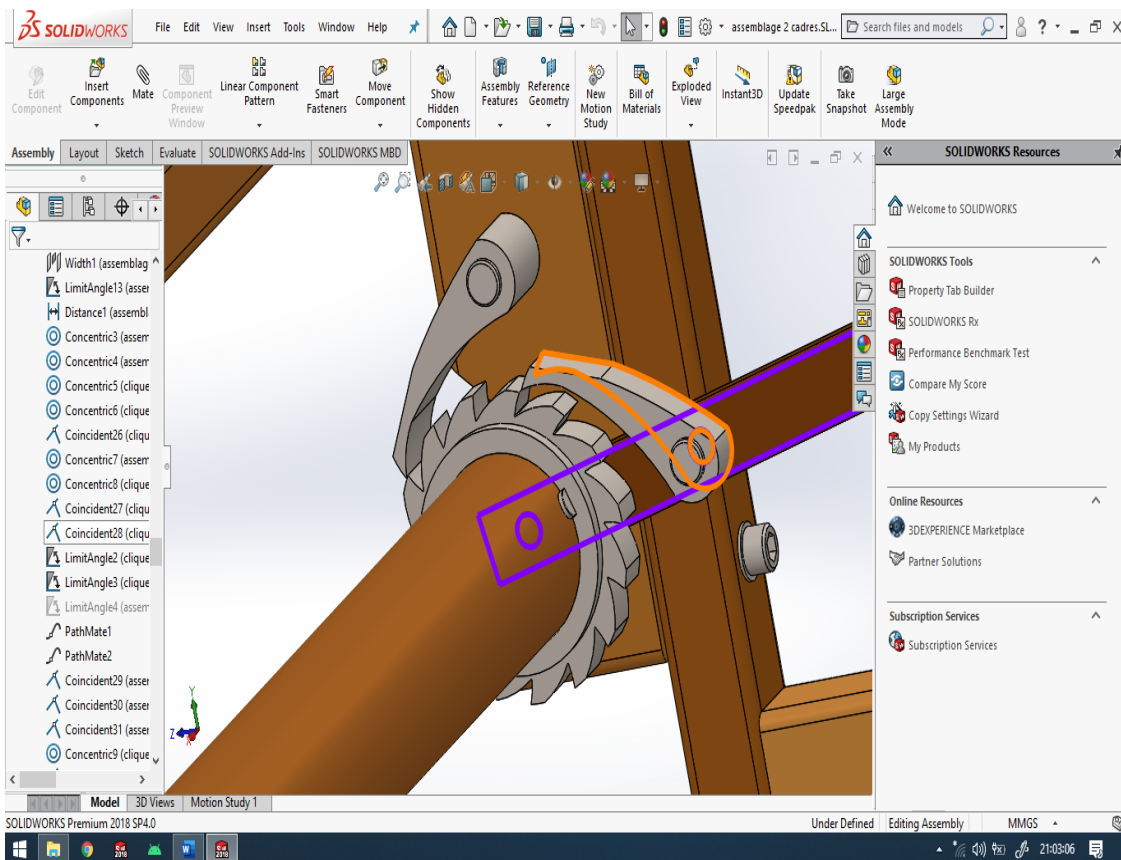 SOLIDWORKS File Edit View Insert Tools Window Help assemblage 2 cadres.SL... Search files and models ?
Edit Component
Insert Components
Mate
Component Preview Window
Linear Component Pattern
Smart Fasteners
Move Component
Show Hidden Components
Assembly Features
Reference Geometry
New Motion Study
Bill of Materials
Exploded View
Instant3D
Update Speedpak
Take Snapshot
Large Assembly Mode
Assembly Layout Sketch Evaluate SOLIDWORKS Add-Ins SOLIDWORKS MBD
SOLIDWORKS Resources
Width1 (assemblag
LimitAngle13 (asser
Distance1 (assembl
Concentric3 (assem
Concentric4 (assem
Concentric5 (clique
Concentric6 (clique
Coincident26 (cliqu
Concentric7 (assem
Concentric8 (clique
Coincident27 (cliqu
Coincident28 (cliqu
LimitAngle2 (clique
LimitAngle3 (clique
LimitAngle4 (assem
PathMate1
PathMate2
Coincident29 (asser
Coincident30 (asser
Coincident31 (asser
Concentric9 (clique
Y
Z
X
Welcome to SOLIDWORKS
SOLIDWORKS Tools
Property Tab Builder
SOLIDWORKS Rx
Performance Benchmark Test
Compare My Score
Copy Settings Wizard
My Products
Online Resources
3DEXPERIENCE Marketplace
Partner Solutions
Subscription Services
Subscription Services
Model 3D Views Motion Study 1
SOLIDWORKS Premium 2018 SP4.0 Under Defined Editing Assembly MMGS
21:03:06